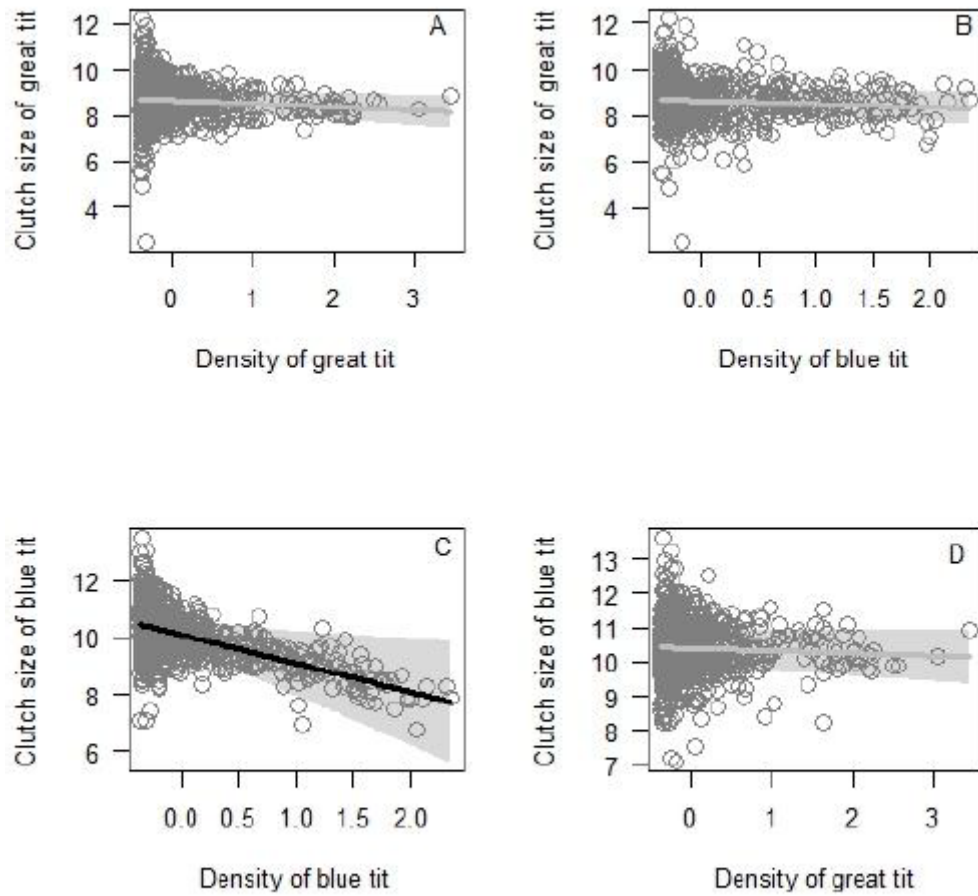 A
Clutch size of great tit
12
10
8
6
4
0 1 2 3
Density of great tit
B
Clutch size of great tit
12
10
8
6
4
0.0 0.5 1.0 1.5 2.0
Density of blue tit
C
Clutch size of blue tit
12
10
8
6
0.0 0.5 1.0 1.5 2.0
Density of blue tit
D
Clutch size of blue tit
13
12
11
10
9
8
7
0 1 2 3
Density of great tit